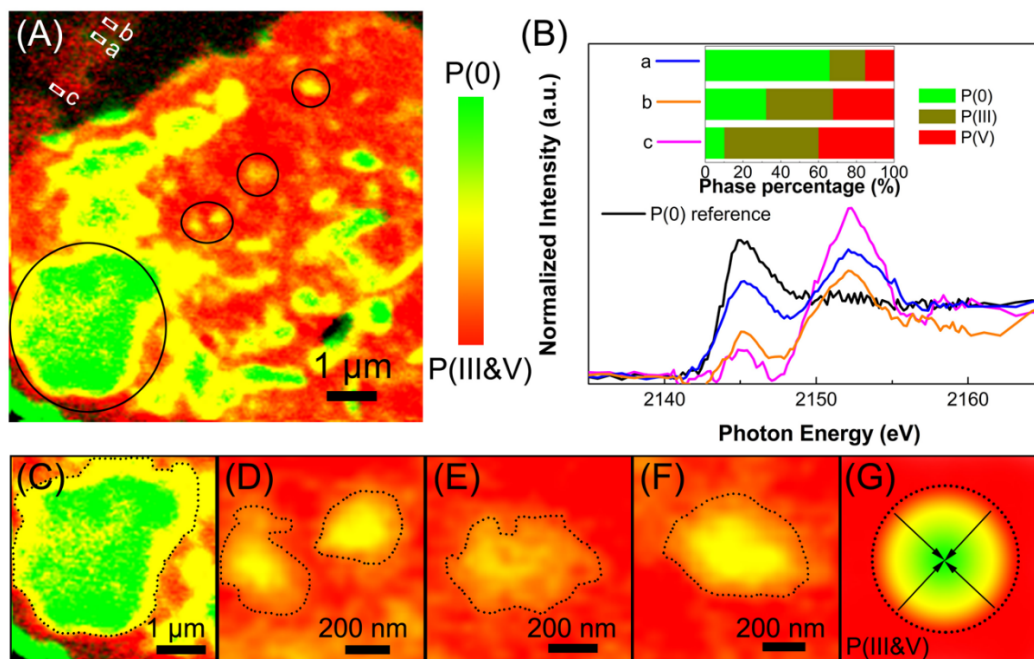 (A)
b
a
c
1 μm
P(0)
P(III&V)
(B)
Normalized Intensity (a.u.)
a
b
c
P(0)
P(III)
P(V)
0 20 40 60 80 100
Phase percentage (%)
P(0) reference
2140 2150 2160
Photon Energy (eV)
(C)
1 μm
(D)
200 nm
(E)
200 nm
(F)
200 nm
(G)
P(III&V)